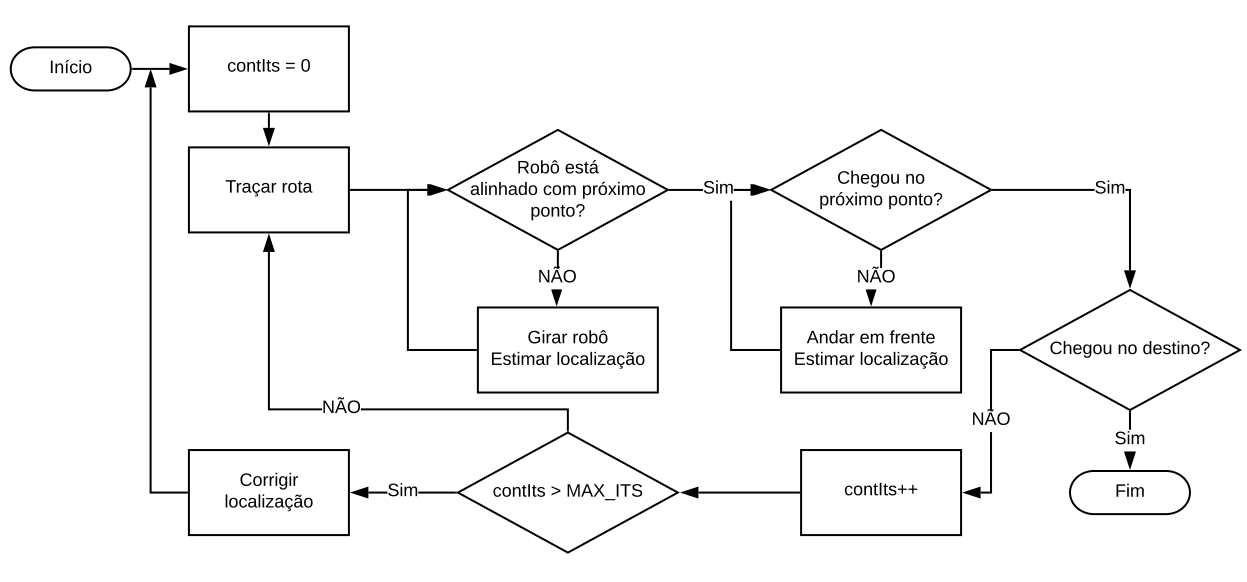 Início
contIts = 0
Traçar rota
Robô está
alinhado com próximo
ponto?
Sim
Chegou no
próximo ponto?
Sim
NÃO
NÃO
Girar robô
Estimar localização
Andar em frente
Estimar localização
Chegou no destino?
NÃO
NÃO
Sim
Corrigir
localização
Sim
contIts > MAX_ITS
contIts++
Fim